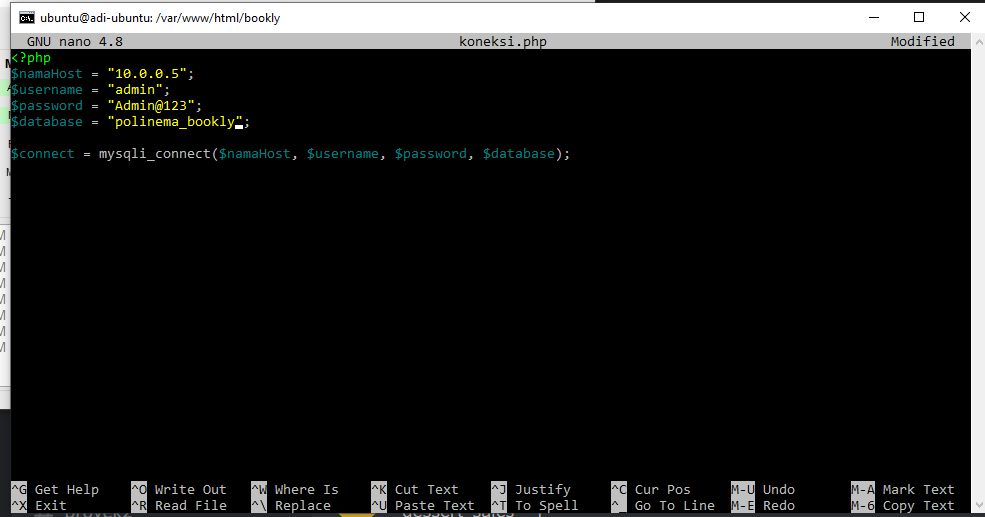 ubuntu@adi-ubuntu: /var/www/html/bookly
GNU nano 4.8 koneksi.php Modified
<?php
$namaHost = "10.0.0.5";
$username = "admin";
$password = "Admin@123";
$database = "polinema_bookly";
$connect = mysqli_connect($namaHost, $username, $password, $database);
^G Get Help ^O Write Out ^W Where Is ^K Cut Text ^J Justify ^C Cur Pos M-U Undo M-A Mark Text
^X Exit ^R Read File ^\ Replace ^U Paste Text ^T To Spell ^_ Go To Line M-E Redo M-6 Copy Text